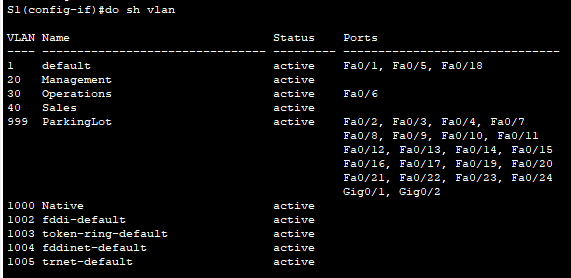 S1(config-if)#do sh vlan
VLAN Name                             Status    Ports
---- -------------------------------- --------- -------------------------------
1    default                          active    Fa0/1, Fa0/5, Fa0/18
20   Management                       active
30   Operations                       active    Fa0/6
40   Sales                            active
999  ParkingLot                       active    Fa0/2, Fa0/3, Fa0/4, Fa0/7
                                                Fa0/8, Fa0/9, Fa0/10, Fa0/11
                                                Fa0/12, Fa0/13, Fa0/14, Fa0/15
                                                Fa0/16, Fa0/17, Fa0/19, Fa0/20
                                                Fa0/21, Fa0/22, Fa0/23, Fa0/24
                                                Gig0/1, Gig0/2
1000 Native                           active
1002 fddi-default                     active
1003 token-ring-default               active
1004 fddinet-default                  active
1005 trnet-default                    active